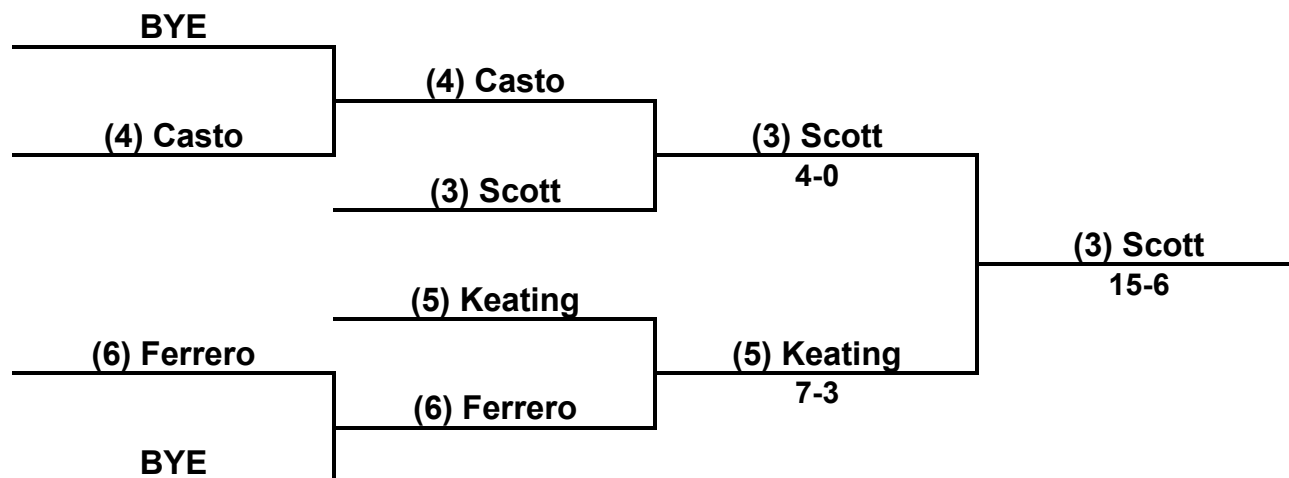 BYE
(4) Casto
(4) Casto
(3) Scott
(3) Scott
4-0
(3) Scott
15-6
(5) Keating
(6) Ferrero
(5) Keating
7-3
(6) Ferrero
BYE